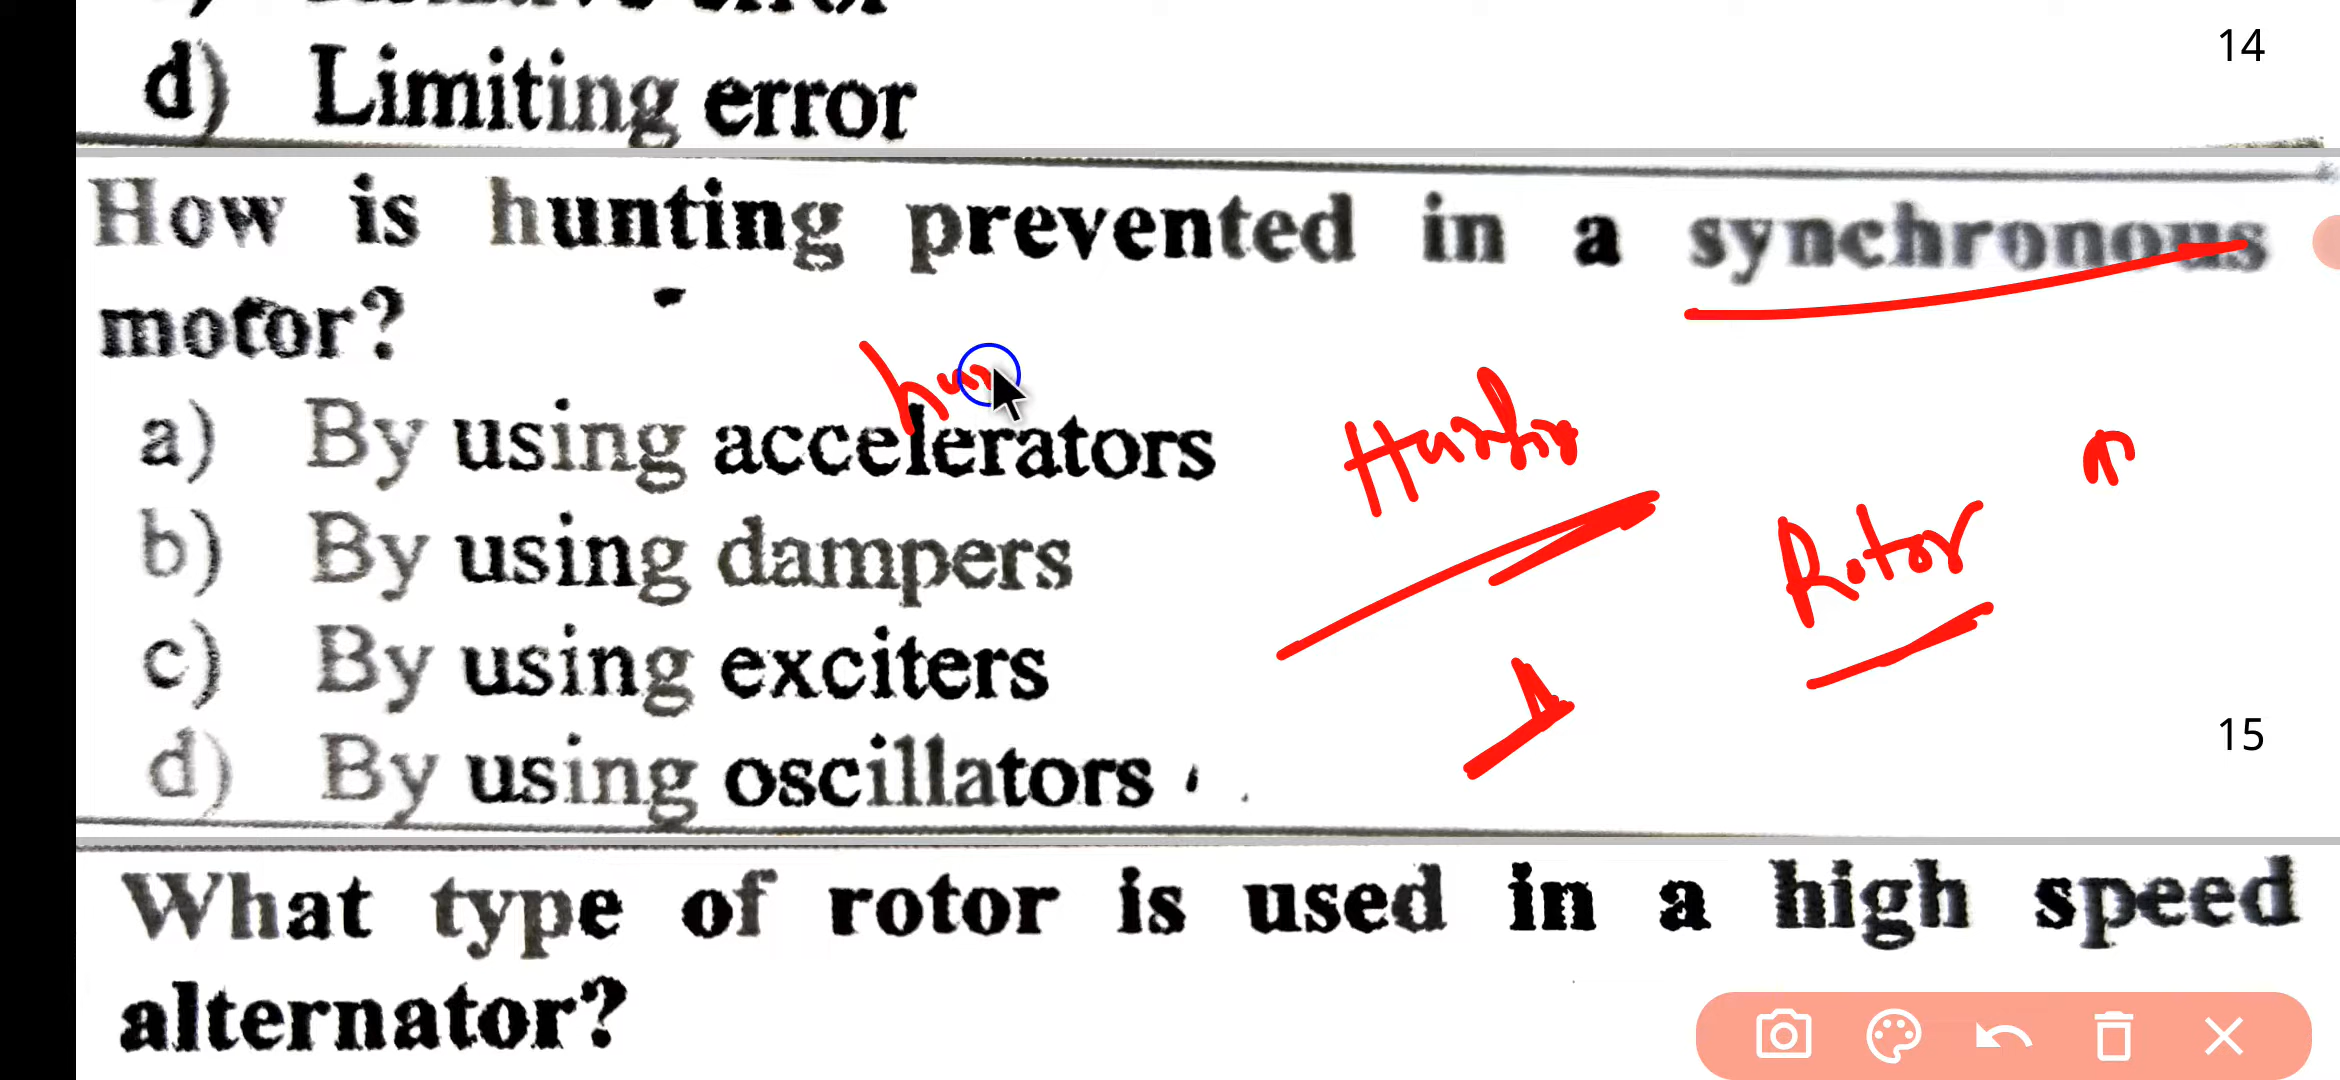 d) Limiting error
14
How is hunting prevented in a synchronous
motor?
a) By using accelerators
b) By using dampers
c) By using exciters
d) By using oscillators
Rotor
15
What type of rotor is used in a high speed
alternator?